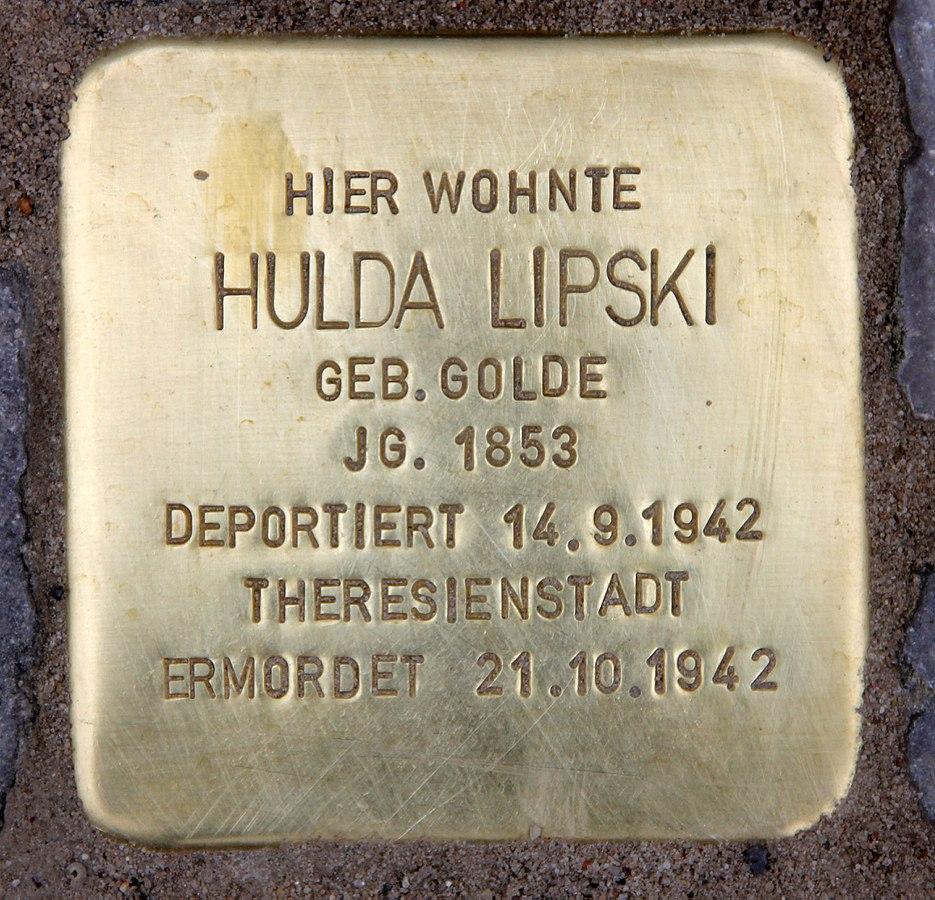 HIER WOHNTE
HULDA LIPSKI
GEB. GOLDE
JG. 1853
DEPORTIERT 14.9.1942
THERESIENSTADT
ERMORDET 21.10.1942